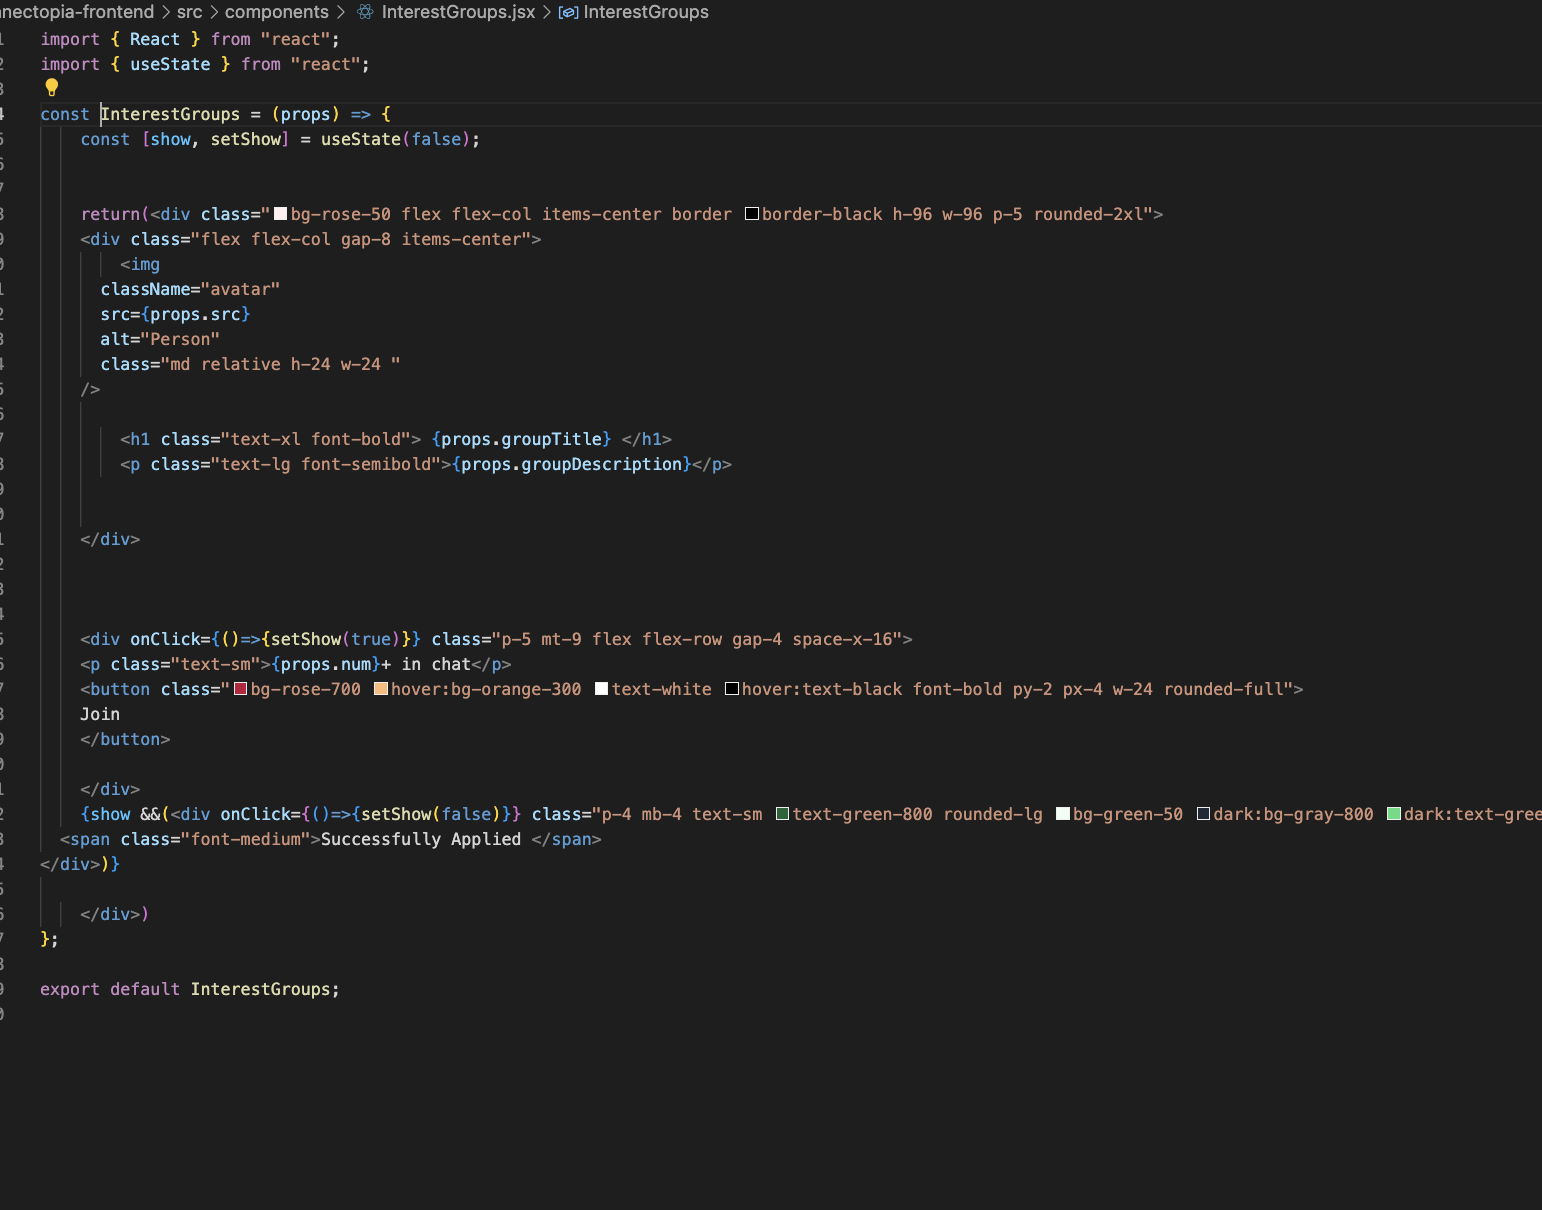 nectopia-frontend > src > components > InterestGroups.jsx > InterestGroups
import { React } from "react";
import { useState } from "react";
const InterestGroups = (props) => {
const [show, setShow] = useState(false);
return(<div class="bg-rose-50 flex flex-col items-center border border-black h-96 w-96 p-5 rounded-2xl">
<div class="flex flex-col gap-8 items-center">
<img
className="avatar"
src={props.src}
alt="Person"
class="md relative h-24 w-24 "
/>
<h1 class="text-xl font-bold"> {props.groupTitle} </h1>
<p class="text-lg font-semibold">{props.groupDescription}</p>
</div>
<div onClick={()=>{setShow(true)}} class="p-5 mt-9 flex flex-row gap-4 space-x-16">
<p class="text-sm">{props.num}+ in chat</p>
<button class="bg-rose-700 hover:bg-orange-300 text-white hover:text-black font-bold py-2 px-4 w-24 rounded-full">
Join
</button>
</div>
{show &&(<div onClick={()=>{setShow(false)}} class="p-4 mb-4 text-sm text-green-800 rounded-lg bg-green-50 dark:bg-gray-800 dark:text-gree
<span class="font-medium">Successfully Applied </span>
</div>)}
</div>)
};
export default InterestGroups;